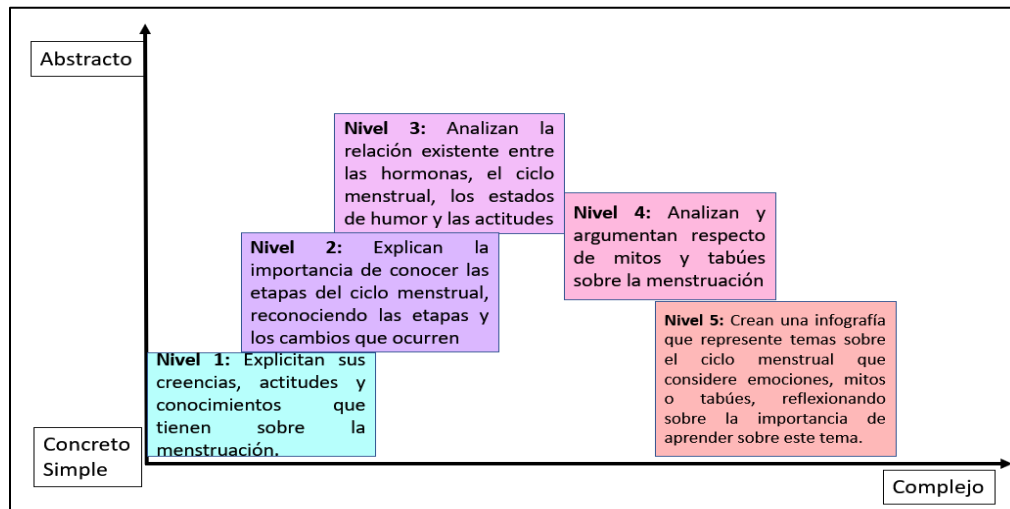 Abstracto
Nivel 3: Analizan la
relación existente entre
las hormonas, el ciclo
menstrual, los estados
de humor y las actitudes
Nivel 4: Analizan y
argumentan respecto
de mitos y tabúes
sobre la menstruación
Nivel 2: Explican la
importancia de conocer las
etapas del ciclo menstrual,
reconociendo las etapas y
los cambios que ocurren
Nivel 5: Crean una infografía
que represente temas sobre
el ciclo menstrual que
considere emociones, mitos
o tabúes, reflexionando
sobre la importancia de
aprender sobre este tema.
Nivel 1: Explicitan sus
creencias, actitudes y
conocimientos que
tienen sobre la
menstruación.
Concreto
Simple
Complejo